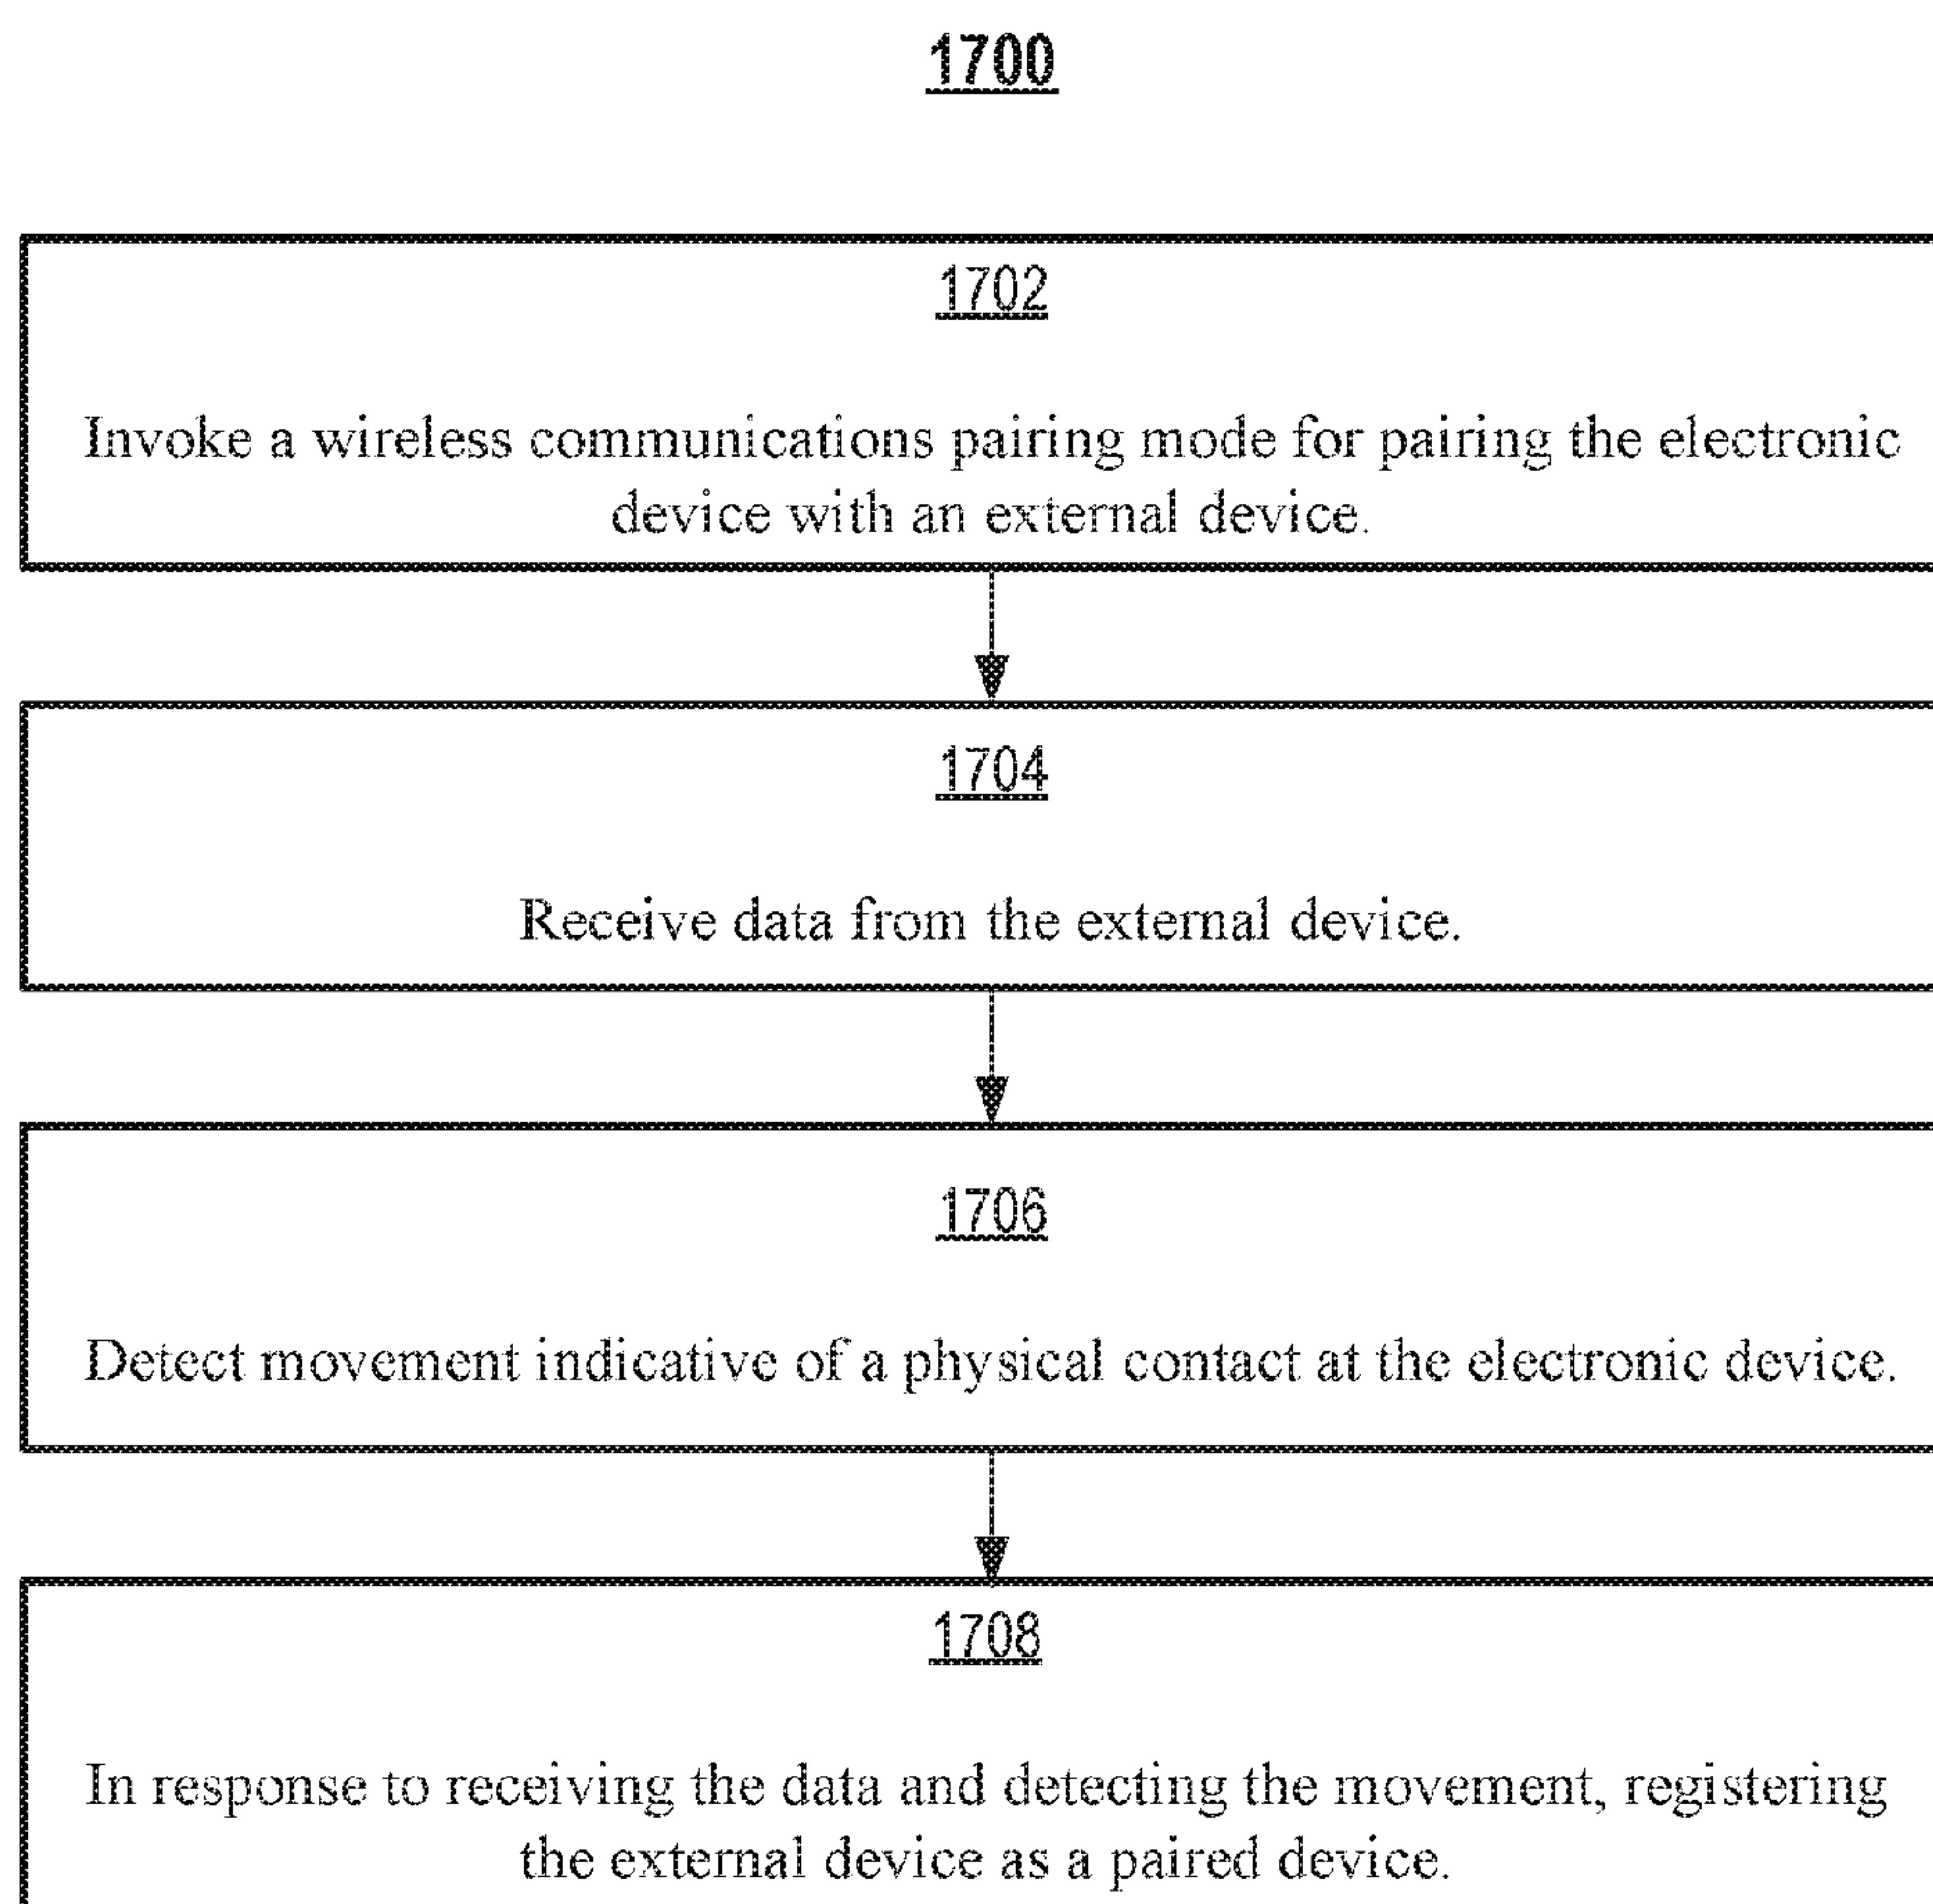 1700
1702
Invoke a wireless communications pairing mode for pairing the electronic
device with an external device.
1704
Receive data from the external device.
1706
Detect movement indicative of a physical contact at the electronic device.
1708
In response to receiving the data and detecting the movement, registering
the external device as a paired device.